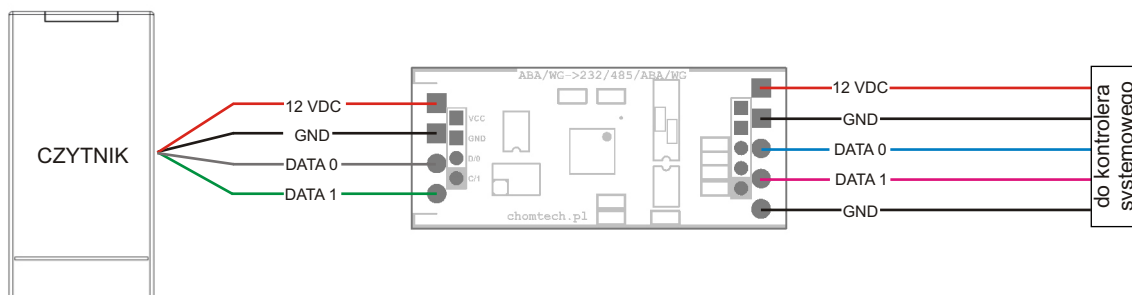 CZYTNIK
12 VDC
GND
DATA 0
DATA 1
ABA/WG->232/485/ABA/WG
VCC
GND
D/0
C/1
chomtech.pl
12 VDC
GND
DATA 0
DATA 1
GND
do kontrolera
systemowego